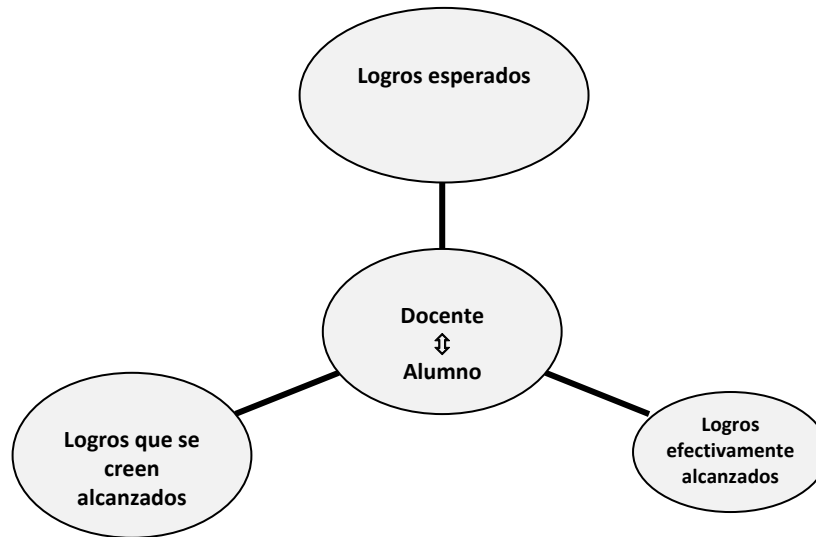 Logros esperados
Docente
⇕
Alumno
Logros que se
creen
alcanzados
Logros
efectivamente
alcanzados